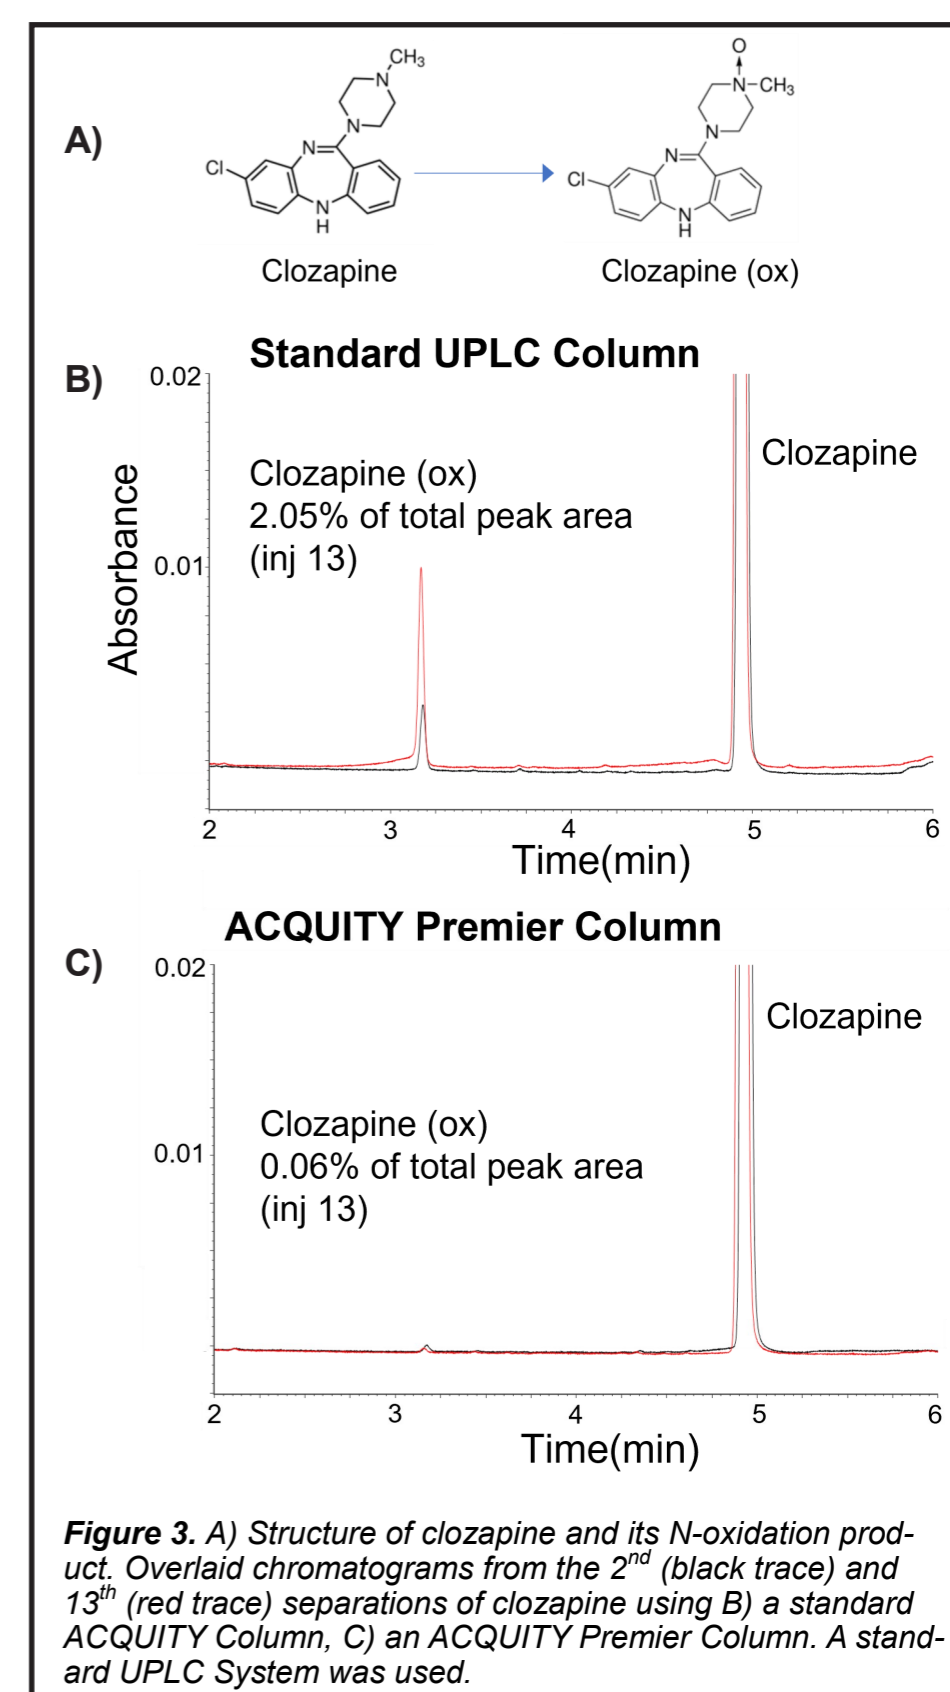 A)
CH₃
N
N
N
Cl
N
H
Clozapine
O
N
CH₃
N
N
Cl
N
H
Clozapine (ox)
Standard UPLC Column
B)
0.02
0.01
Absorbance
Clozapine (ox)
2.05% of total peak area
(inj 13)
Clozapine
2 3 4 5 6
Time(min)
ACQUITY Premier Column
C)
0.02
0.01
Clozapine (ox)
0.06% of total peak area
(inj 13)
Clozapine
2 3 4 5 6
Time(min)
Figure 3. A) Structure of clozapine and its N-oxidation prod-
uct. Overlaid chromatograms from the 2nd (black trace) and
13th (red trace) separations of clozapine using B) a standard
ACQUITY Column, C) an ACQUITY Premier Column. A stand-
ard UPLC System was used.